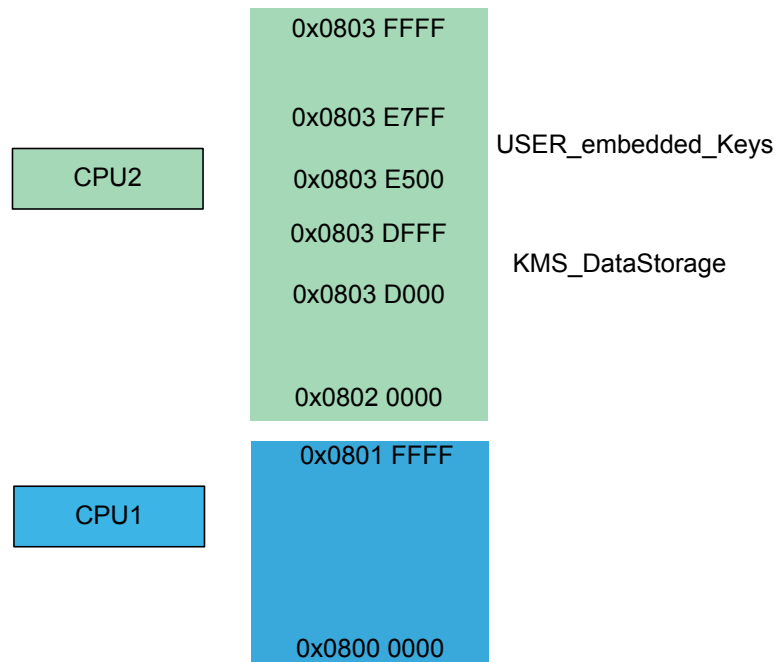 0x0803 FFFF
0x0803 E7FF
USER_embedded_Keys
CPU2
0x0803 E500
0x0803 DFFF
KMS_DataStorage
0x0803 D000
0x0802 0000
0x0801 FFFF
CPU1
0x0800 0000